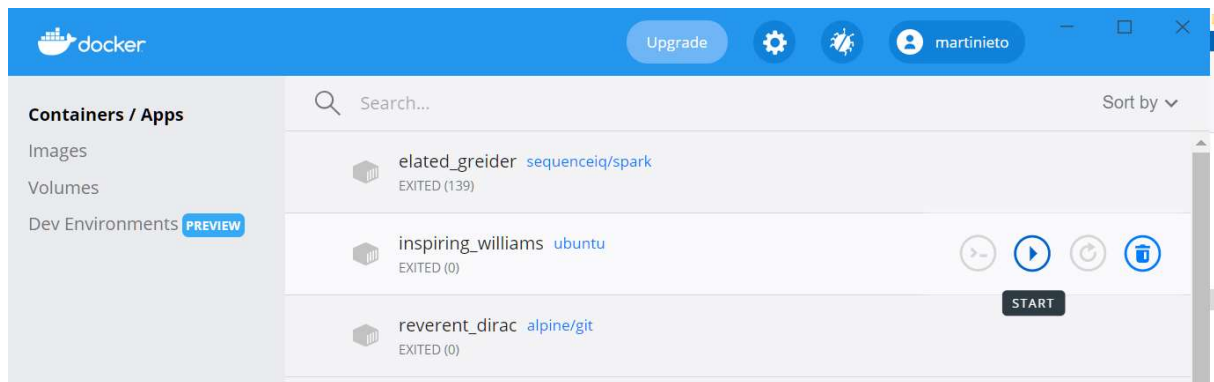 docker
Upgrade
martinieto
Containers / Apps
Images
Volumes
Dev Environments PREVIEW
Search...
Sort by
elated_greider sequenceiq/spark
EXITED (139)
inspiring_williams ubuntu
EXITED (0)
START
reverent_dirac alpine/git
EXITED (0)